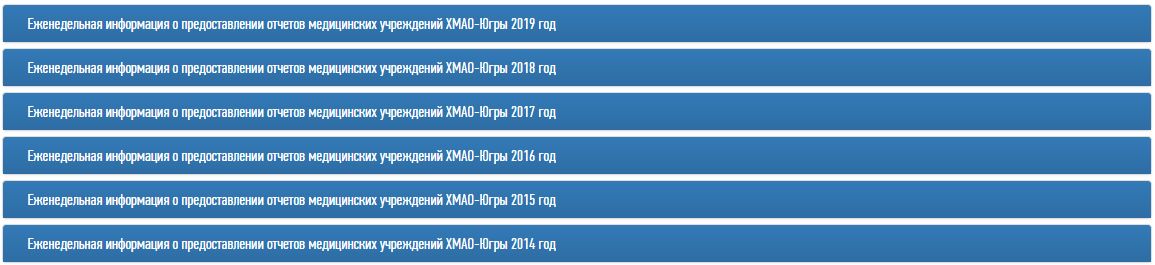 Еженедельная информация о предоставлении отчетов медицинских учреждений ХМАО-Югры 2019 год
Еженедельная информация о предоставлении отчетов медицинских учреждений ХМАО-Югры 2018 год
Еженедельная информация о предоставлении отчетов медицинских учреждений ХМАО-Югры 2017 год
Еженедельная информация о предоставлении отчетов медицинских учреждений ХМАО-Югры 2016 год
Еженедельная информация о предоставлении отчетов медицинских учреждений ХМАО-Югры 2015 год
Еженедельная информация о предоставлении отчетов медицинских учреждений ХМАО-Югры 2014 год